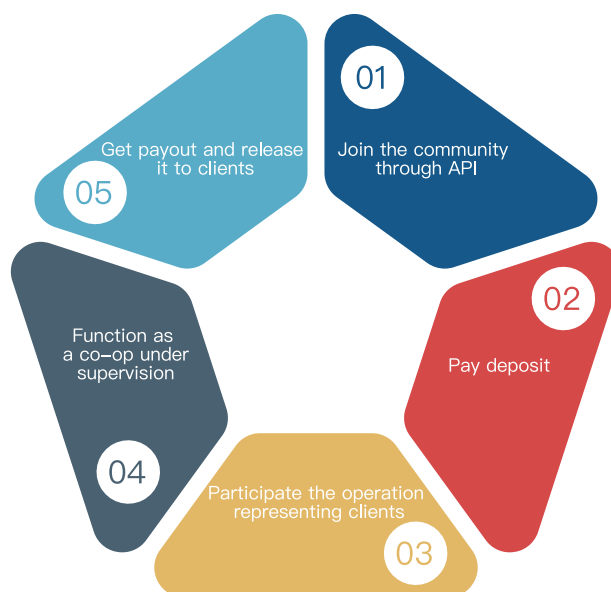 01
Join the community
through API
02
Pay deposit
Participate the operation
representing clients
03
Function as
a co-op under
supervision
04
Get payout and release
it to clients
05